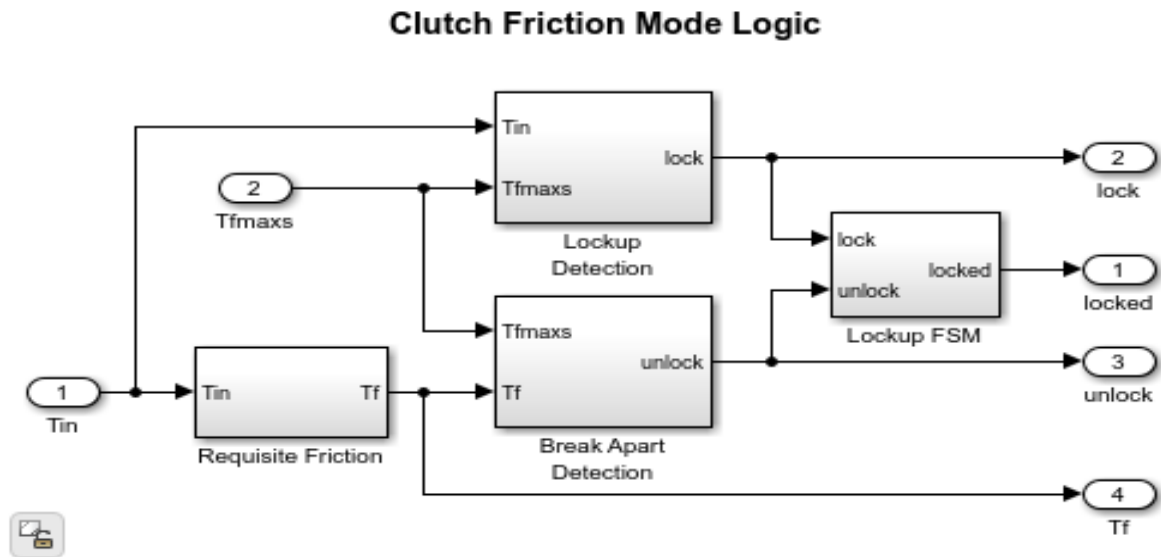 Clutch Friction Mode Logic
Tin
lock
Tfmaxs
Lockup
Detection
2
Tfmaxs
2
lock
lock
locked
unlock
Lockup FSM
1
locked
Tfmaxs
unlock
Tf
Break Apart
Detection
3
unlock
1
Tin
Tin
Tf
Requisite Friction
4
Tf